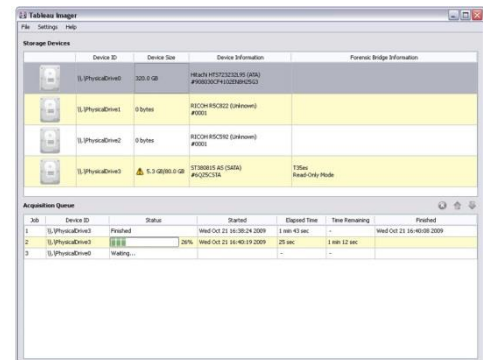 Tableau Imager
File Settings Help
Storage Devices
Device ID Device Size Device Information Forensic Bridge Information
\\.\PhysicalDrive0 320.0 GB Hitachi HTS723232L9S (ATA)
\\.\PhysicalDrive1 0 bytes RICOH R5C822 (Unknown)
#0001
\\.\PhysicalDrive2 0 bytes RICOH R5C592 (Unknown)
#0001
\\.\PhysicalDrive3 5.3 GB/80.0 GB ST380815 AS (SATA) T35es
#6QZ5C5TA Read-Only Mode
Acquisition Queue
Job Device ID Status Started Elapsed Time Time Remaining Finished
1 \\.\PhysicalDrive3 Finished Wed Oct 21 16:38:24 2009 1 min 43 sec - Wed Oct 21 16:40:08 2009
2 \\.\PhysicalDrive3 26% Wed Oct 21 16:40:19 2009 25 sec 1 min 12 sec
3 \\.\PhysicalDrive0 Waiting... - -